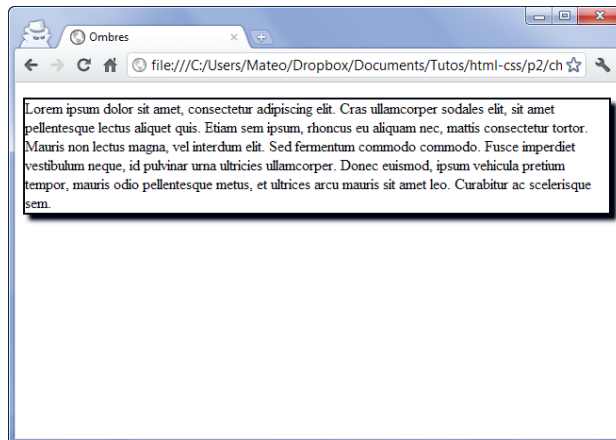 Ombres
file:///C:/Users/Mateo/Dropbox/Documents/Tutos/html-css/p2/ch
Lorem ipsum dolor sit amet, consectetur adipiscing elit. Cras ullamcorper sodales elit, sit amet
pellentesque lectus aliquet quis. Etiam sem ipsum, rhoncus eu aliquam nec, mattis consectetur tortor.
Mauris non lectus magna, vel interdum elit. Sed fermentum commodo commodo. Fusce imperdiet
vestibulum neque, id pulvinar urna ultricies ullamcorper. Donec euismod, ipsum vehicula pretium
tempor, mauris odio pellentesque metus, et ultrices arcu mauris sit amet leo. Curabitur ac scelerisque
sem.